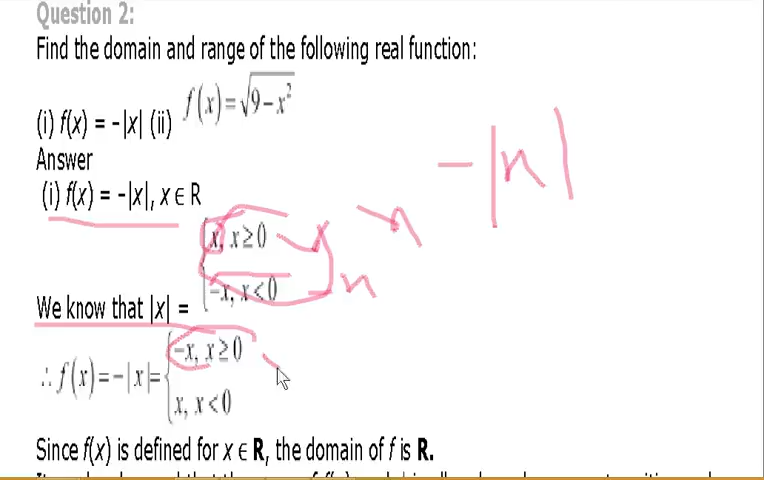 Question 2:
Find the domain and range of the following real function:
(i) f(x) = –|x| (ii) f(x) = √(9 – x²)
– |x|
Answer
(i) f(x) = –|x|, x ∈ R
We know that |x| = { x, x ≥ 0
–x, x < 0
∴ f(x) = –|x| = { –x, x ≥ 0
x, x < 0
Since f(x) is defined for x ∈ R, the domain of f is R.